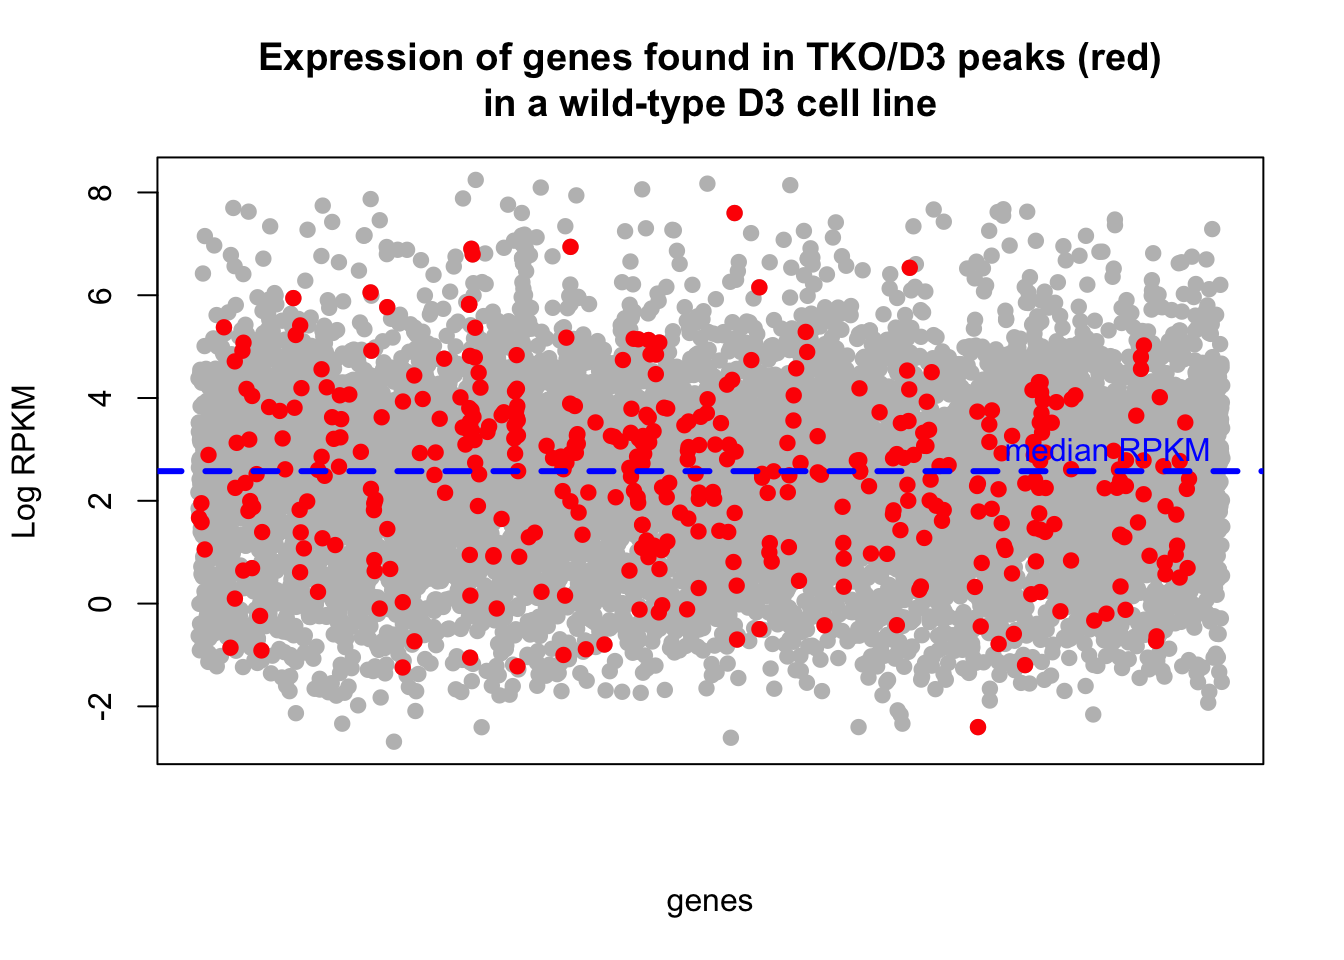 Expression of genes found in TKO/D3 peaks (red)
in a wild-type D3 cell line
8
6
4
2
0
-2
Log RPKM
median RPKM
genes